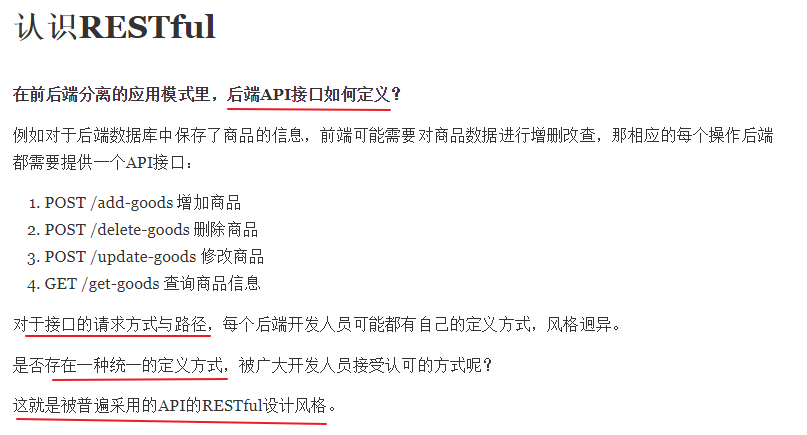 认识RESTful
在前后端分离的应用模式里，后端API接口如何定义？
例如对于后端数据库中保存了商品的信息，前端可能需要对商品数据进行增删改查，那相应的每个操作后端
都需要提供一个API接口：
1. POST /add-goods 增加商品
2. POST /delete-goods 删除商品
3. POST /update-goods 修改商品
4. GET /get-goods 查询商品信息
对于接口的请求方式与路径，每个后端开发人员可能都有自己的定义方式，风格迥异。
是否存在一种统一的定义方式，被广大开发人员接受认可的方式呢？
这就是被普遍采用的API的RESTful设计风格。